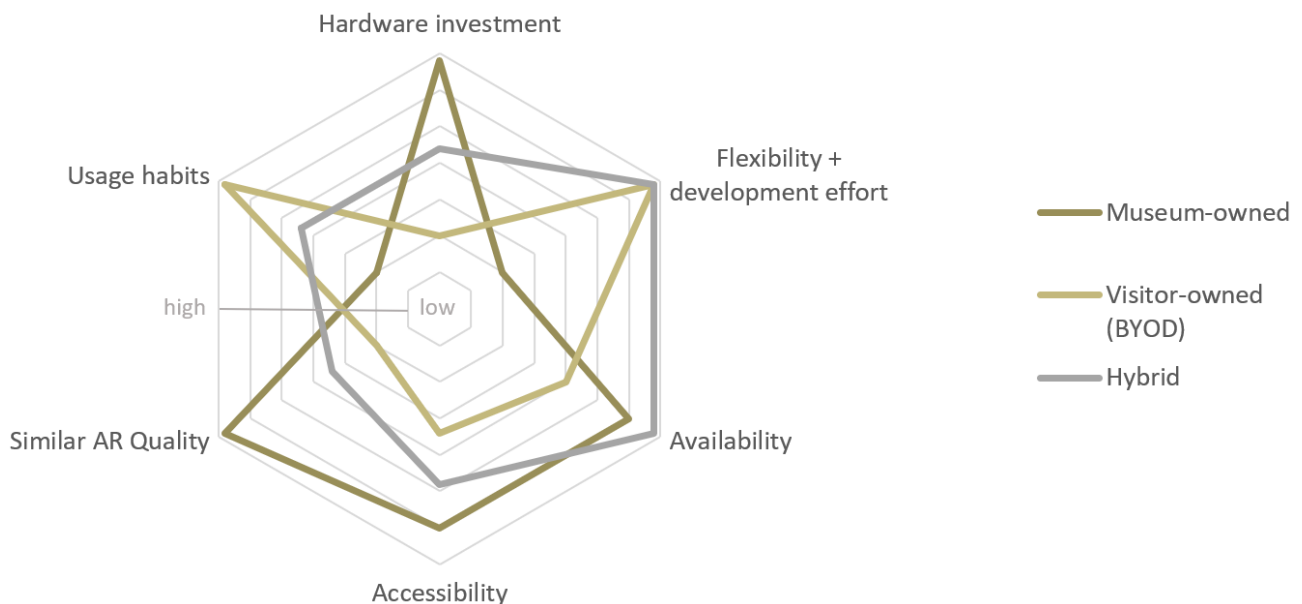 Hardware investment
Flexibility +
development effort
Usage habits
Museum-owned
Visitor-owned
(BYOD)
high
low
Hybrid
Similar AR Quality
Availability
Accessibility